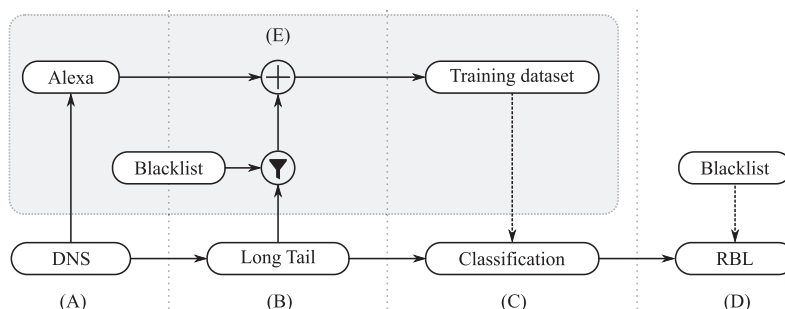 (E)
Alexa
Training dataset
Blacklist
Blacklist
DNS
Long Tail
Classification
RBL
(A)
(B)
(C)
(D)